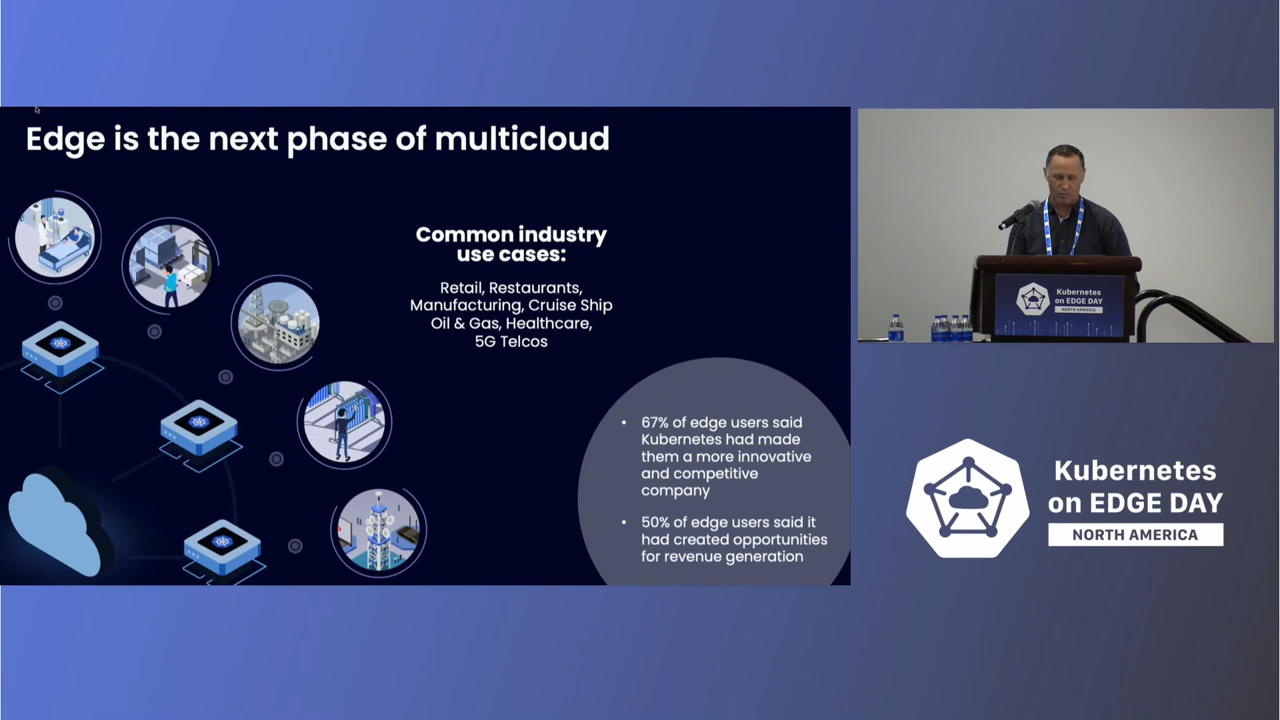 Edge is the next phase of multicloud
Common industry
use cases:
Retail, Restaurants,
Manufacturing, Cruise Ship
Oil & Gas, Healthcare,
5G Telcos
• 67% of edge users said
Kubernetes had made
them a more innovative
and competitive
company
• 50% of edge users said it
had created opportunities
for revenue generation
Kubernetes
on EDGE DAY
NORTH AMERICA
Kubernetes
on EDGE DAY
NORTH AMERICA